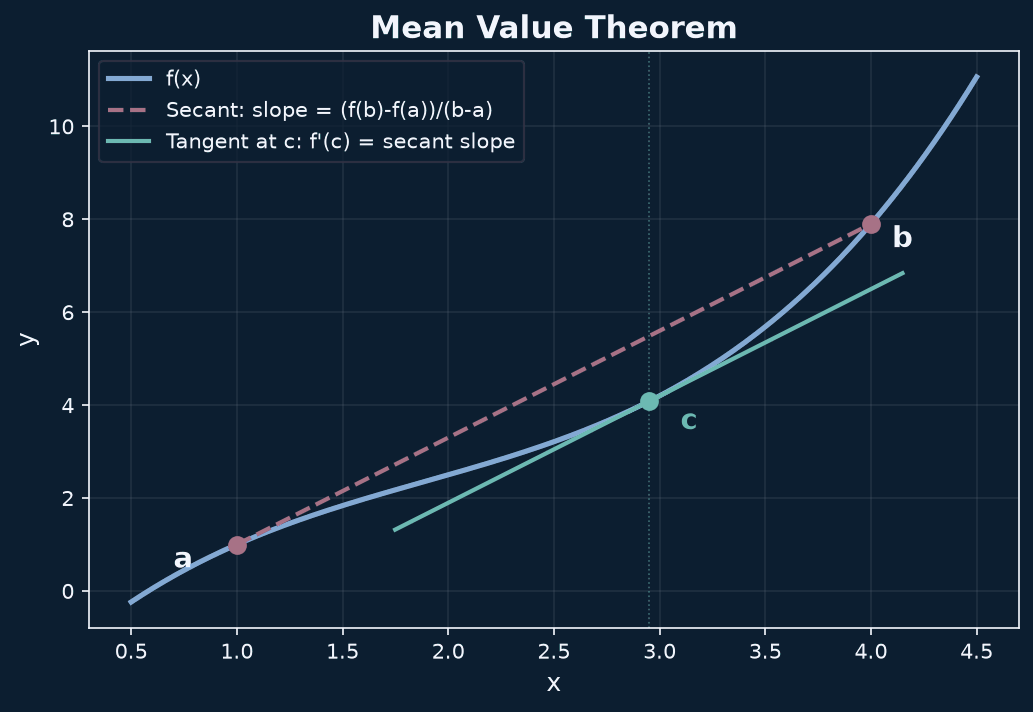 Mean Value Theorem
f(x)
Secant: slope = (f(b)-f(a))/(b-a)
Tangent at c: f'(c) = secant slope
10
8
6
4
2
0
y
a
b
c
0.5 1.0 1.5 2.0 2.5 3.0 3.5 4.0 4.5
x